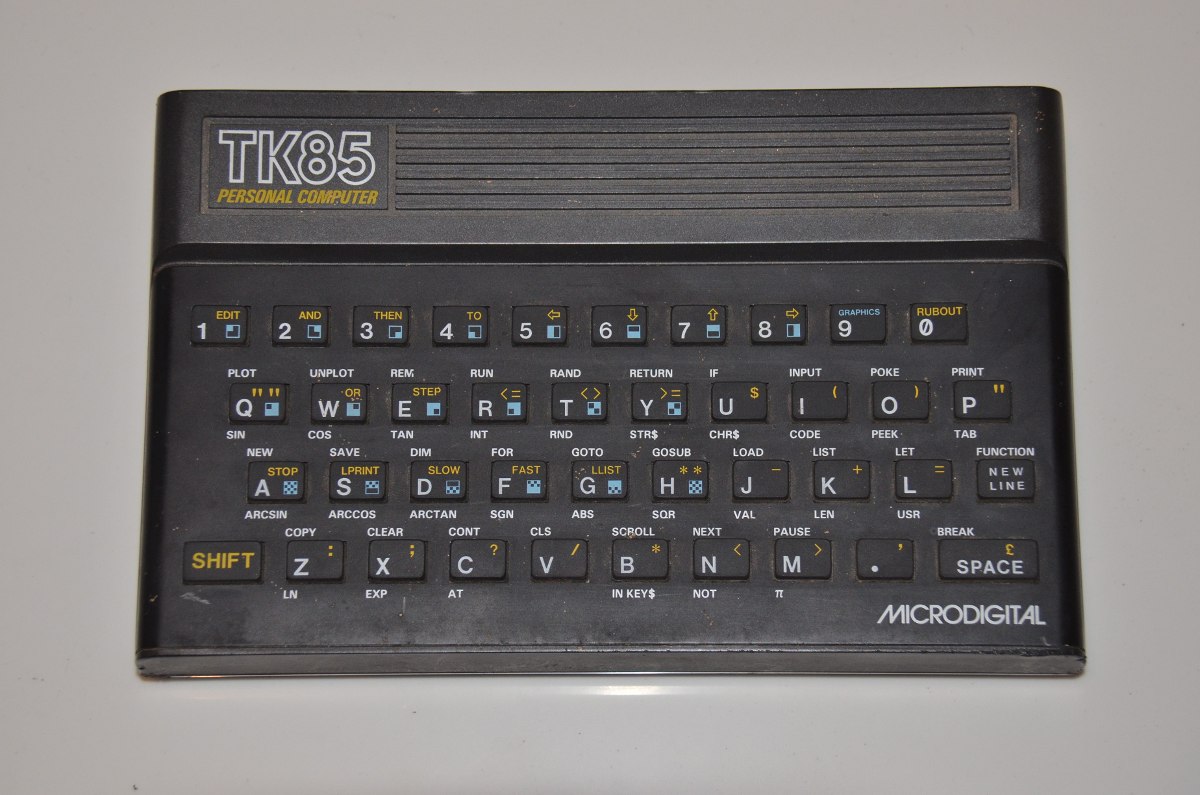 TK85
PERSONAL COMPUTER
EDIT AND THEN TO ⇦ ⇩ ⇧ ⇨ GRAPHICS RUBOUT
1 2 3 4 5 6 7 8 9 0
PLOT UNPLOT REM RUN RAND RETURN IF INPUT POKE PRINT
" " OR STEP < = < > > = $ ( ) "
Q W E R T Y U I O P
SIN COS TAN INT RND STR$ CHR$ CODE PEEK TAB
NEW SAVE DIM FOR GOTO GOSUB LOAD LIST LET FUNCTION
STOP LPRINT SLOW FAST LLIST * * − + = NEW
A S D F G H J K L LINE
ARCSIN ARCCOS ARCTAN SGN ABS SQR VAL LEN USR
COPY CLEAR CONT CLS SCROLL NEXT PAUSE BREAK
: ; ? / * < > , £
SHIFT Z X C V B N M . SPACE
LN EXP AT IN KEY$ NOT π
MICRODIGITAL